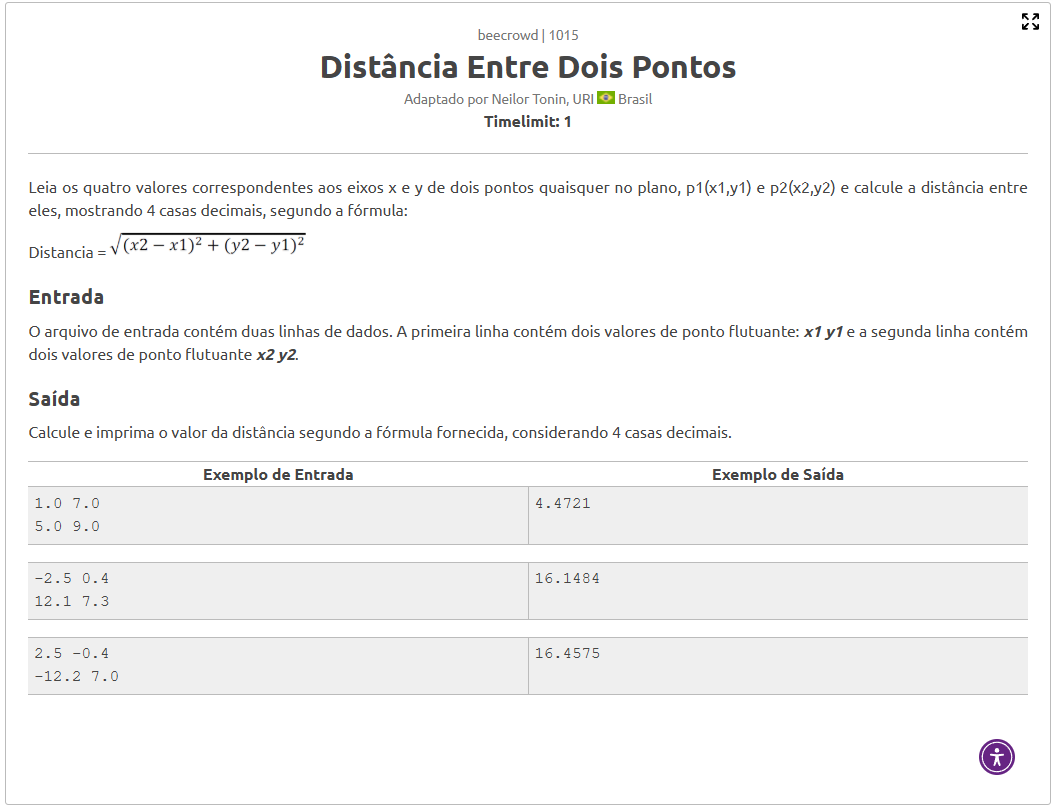 beecrowd | 1015
Distância Entre Dois Pontos
Adaptado por Neilor Tonin, URI Brasil
Timelimit: 1
Leia os quatro valores correspondentes aos eixos x e y de dois pontos quaisquer no plano, p1(x1,y1) e p2(x2,y2) e calcule a distância entre
eles, mostrando 4 casas decimais, segundo a fórmula:
Distancia = √(x2 − x1)² + (y2 − y1)²
Entrada
O arquivo de entrada contém duas linhas de dados. A primeira linha contém dois valores de ponto flutuante: x1 y1 e a segunda linha contém
dois valores de ponto flutuante x2 y2.
Saída
Calcule e imprima o valor da distância segundo a fórmula fornecida, considerando 4 casas decimais.
Exemplo de Entrada Exemplo de Saída
1.0 7.0 4.4721
5.0 9.0
-2.5 0.4 16.1484
12.1 7.3
2.5 -0.4 16.4575
-12.2 7.0